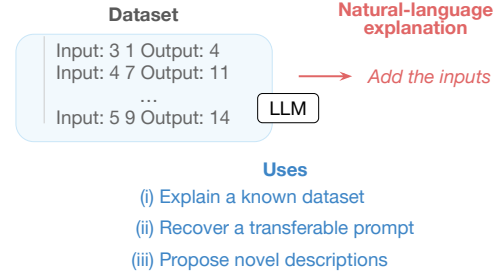 Dataset
Natural-language
explanation
Input: 3 1 Output: 4
Input: 4 7 Output: 11
...
Input: 5 9 Output: 14
LLM
Add the inputs
Uses
(i) Explain a known dataset
(ii) Recover a transferable prompt
(iii) Propose novel descriptions